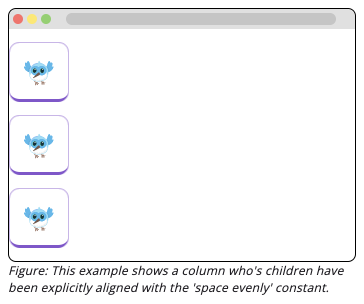 Figure: This example shows a column who's children have
been explicitly aligned with the 'space evenly' constant.